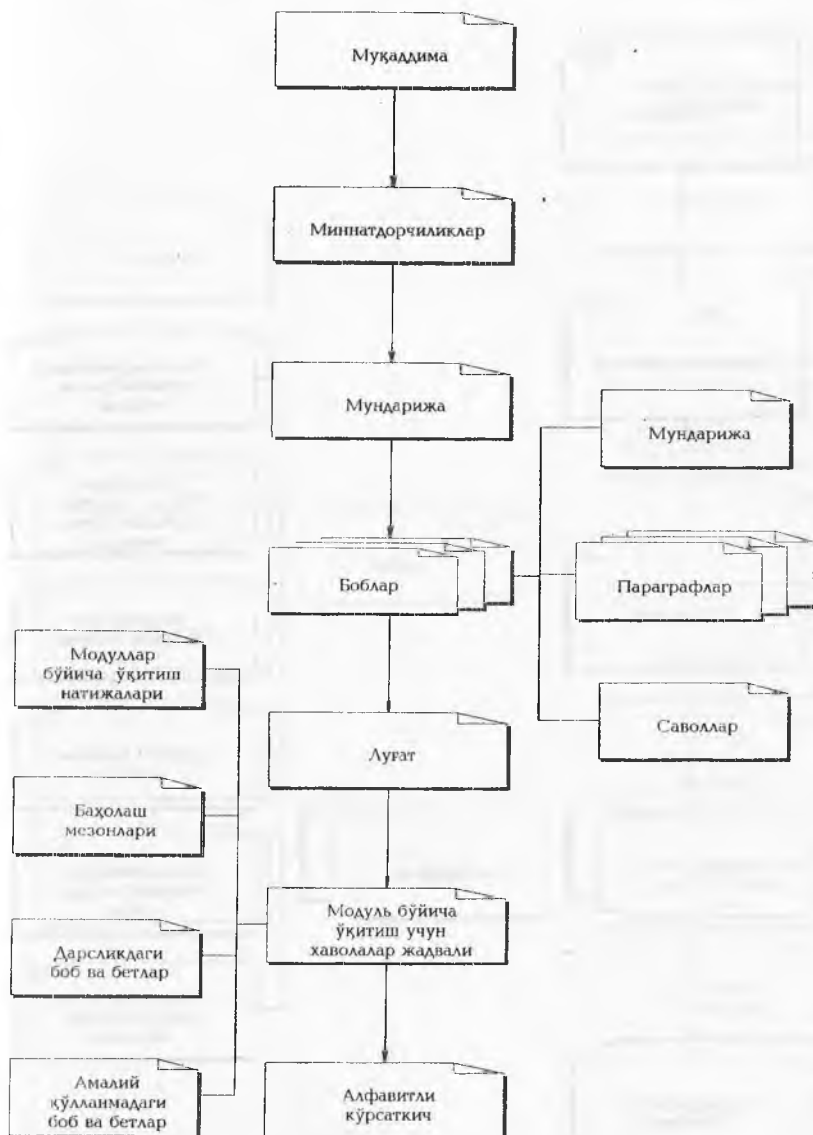 Муқаддима
Миннатдорчиликлар
Мундарижа
Мундарижа
Боблар
Параграфлар
Саволлар
Модуллар
бўйича ўқитиш
натижалари
Луғат
Баҳолаш
мезонлари
Модуль бўйича
ўқитиш учун
хаволалар жадвали
Дарсликдаги
боб ва бетлар
Амалий
қўлланмадаги
боб ва бетлар
Алфавитли
кўрсаткич